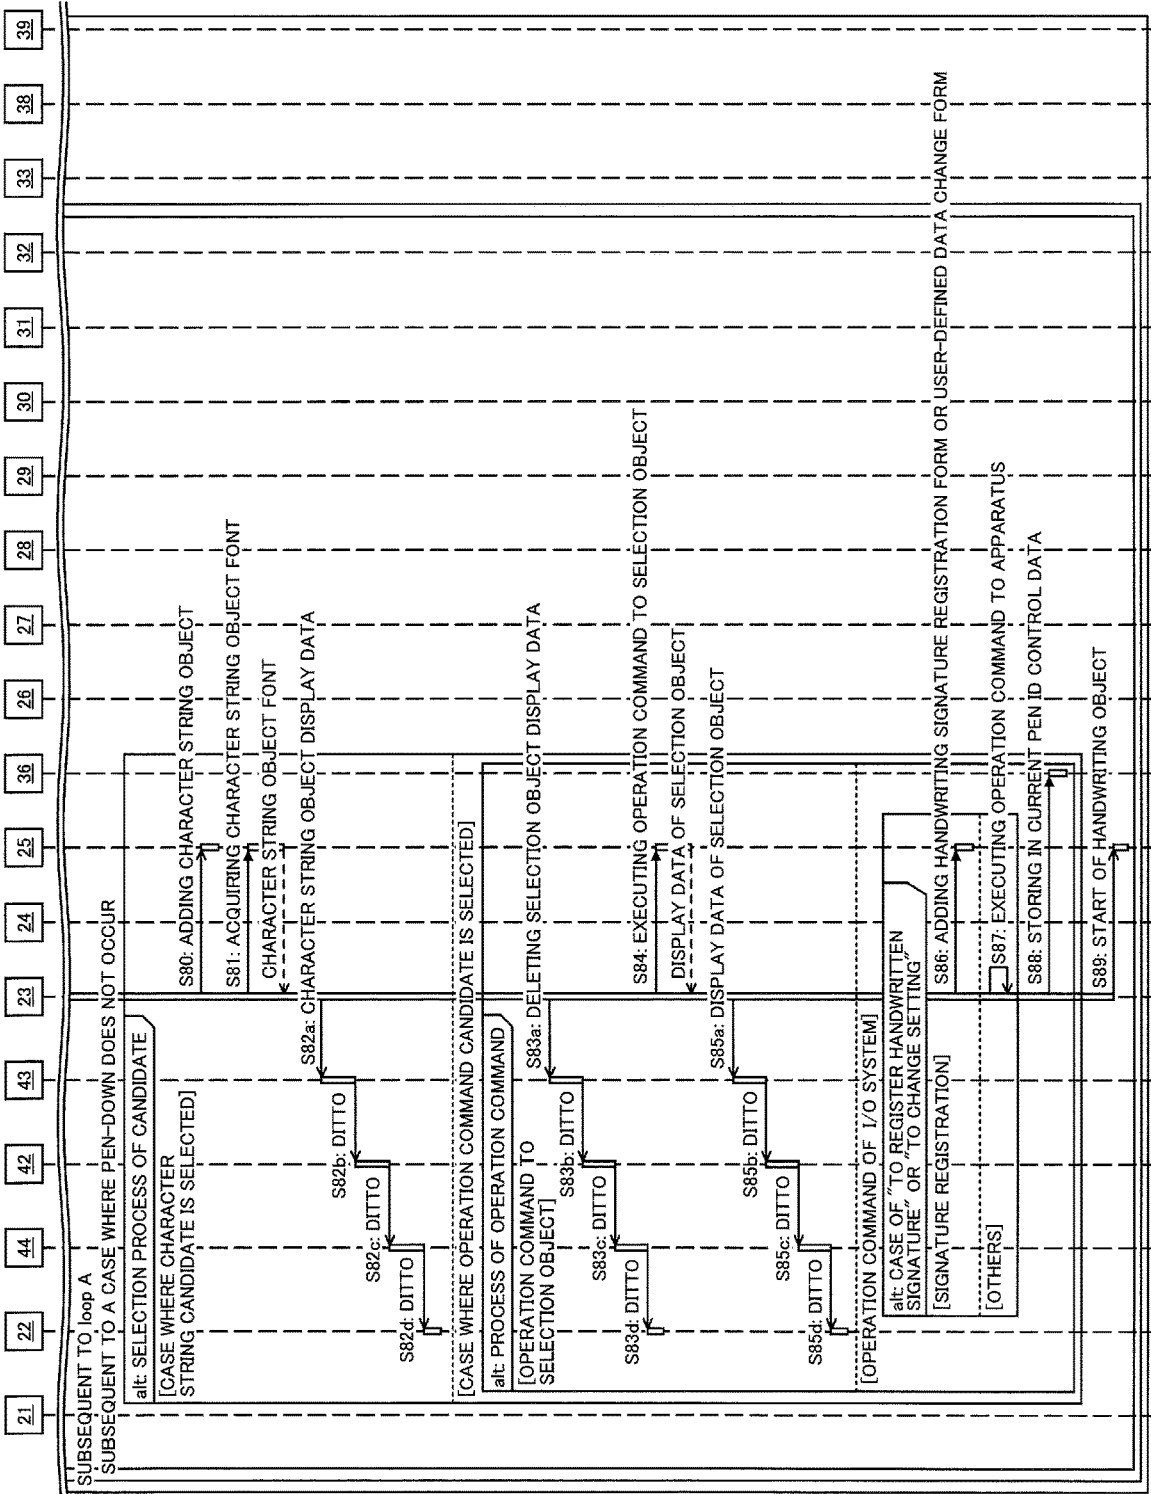 21
22
44
42
43
23
24
25
36
26
27
28
29
30
31
32
33
38
39
SUBSEQUENT TO loop A
SUBSEQUENT TO A CASE WHERE PEN-DOWN DOES NOT OCCUR
alt: SELECTION PROCESS OF CANDIDATE
[CASE WHERE CHARACTER
STRING CANDIDATE IS SELECTED]
S80: ADDING CHARACTER STRING OBJECT
S81: ACQUIRING CHARACTER STRING OBJECT FONT
CHARACTER STRING OBJECT FONT
S82a: CHARACTER STRING OBJECT DISPLAY DATA
S82b: DITTO
S82c: DITTO
S82d: DITTO
[CASE WHERE OPERATION COMMAND CANDIDATE IS SELECTED]
alt: PROCESS OF OPERATION COMMAND
[OPERATION COMMAND TO
SELECTION OBJECT]
S83a: DELETING SELECTION OBJECT DISPLAY DATA
S83b: DITTO
S83c: DITTO
S83d: DITTO
S84: EXECUTING OPERATION COMMAND TO SELECTION OBJECT
DISPLAY DATA OF SELECTION OBJECT
S85a: DISPLAY DATA OF SELECTION OBJECT
S85b: DITTO
S85c: DITTO
S85d: DITTO
[OPERATION COMMAND OF I/O SYSTEM]
alt: CASE OF "TO REGISTER HANDWRITTEN
SIGNATURE" OR "TO CHANGE SETTING"
[SIGNATURE REGISTRATION]
S86: ADDING HANDWRITING SIGNATURE REGISTRATION FORM OR USER-DEFINED DATA CHANGE FORM
[OTHERS]
S87: EXECUTING OPERATION COMMAND TO APPARATUS
S88: STORING IN CURRENT PEN ID CONTROL DATA
S89: START OF HANDWRITING OBJECT